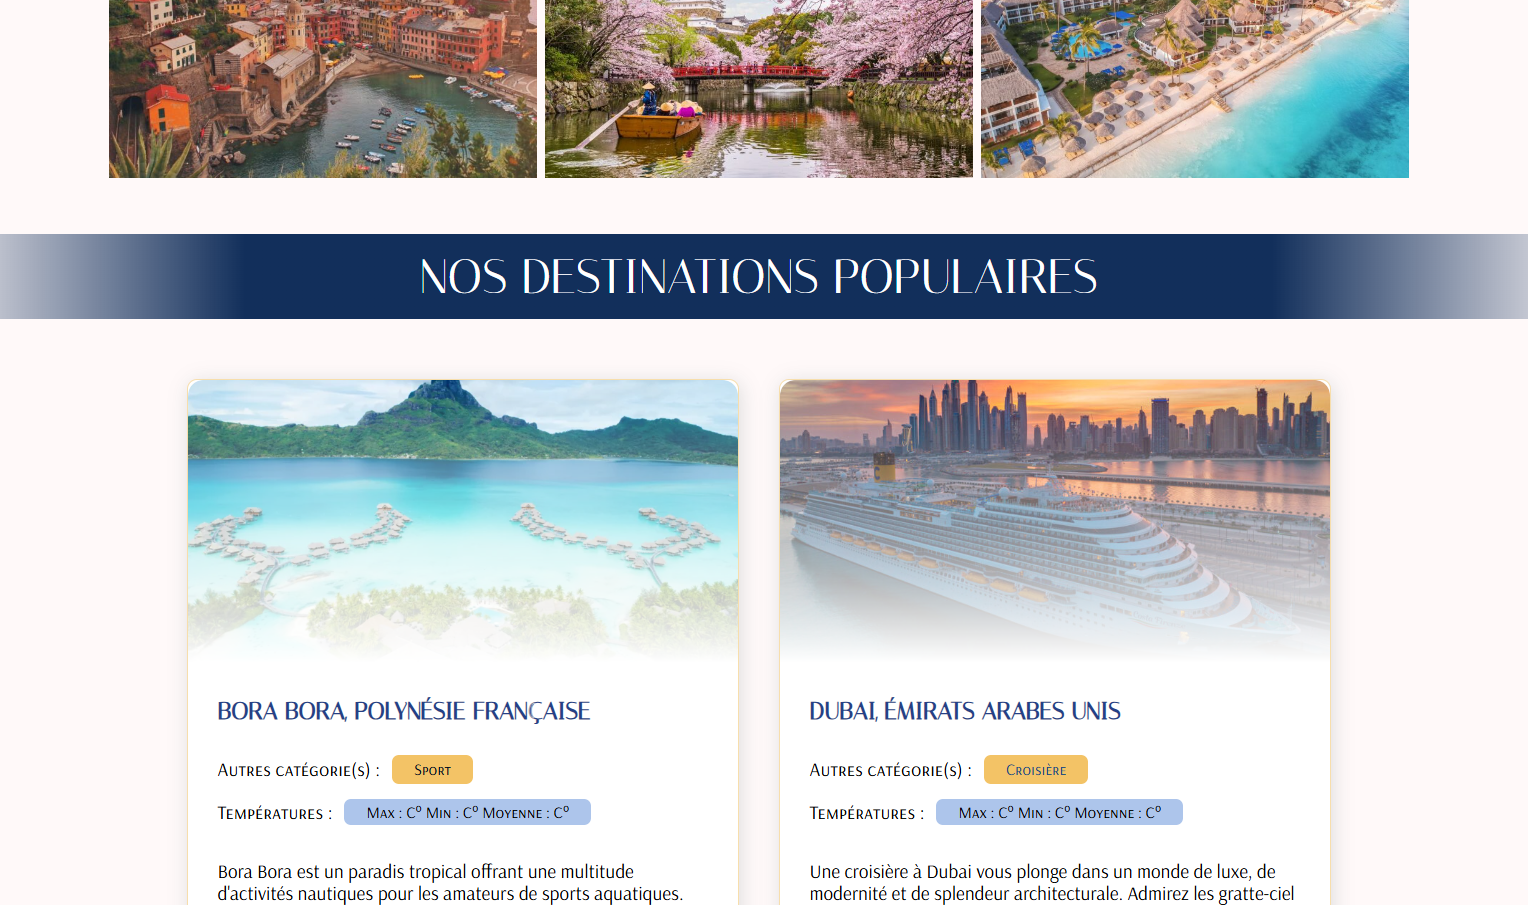 NOS DESTINATIONS POPULAIRES
BORA BORA, POLYNÉSIE FRANÇAISE
Autres catégorie(s) : Sport
Températures : Max : C° Min : C° Moyenne : C°
Bora Bora est un paradis tropical offrant une multitude
d'activités nautiques pour les amateurs de sports aquatiques.
DUBAI, ÉMIRATS ARABES UNIS
Autres catégorie(s) : Croisière
Températures : Max : C° Min : C° Moyenne : C°
Une croisière à Dubai vous plonge dans un monde de luxe, de
modernité et de splendeur architecturale. Admirez les gratte-ciel